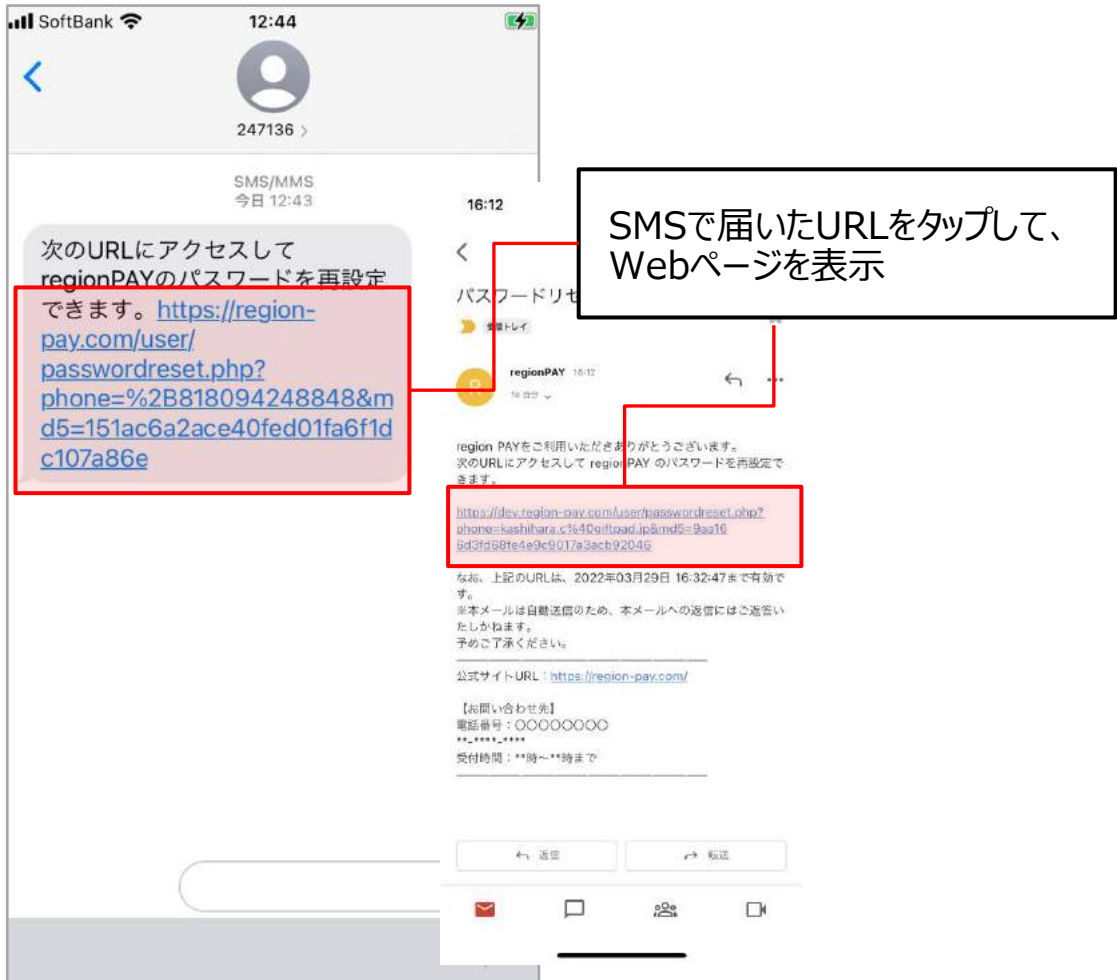 SoftBank
12:44
247136 >
SMS/MMS
今日 12:43
次のURLにアクセスして
regionPAYのパスワードを再設定
できます。https://region-
pay.com/user/
passwordreset.php?
phone=%2B818094248848&m
d5=151ac6a2ace40fed01fa6f1d
c107a86e
SMSで届いたURLをタップして、
Webページを表示
16:12
パスワードリセ
受信トレイ
R
regionPAY 16:12
To 自分
region PAYをご利用いただきありがとうございます。
次のURLにアクセスして regionPAY のパスワードを再設定で
きます。
https://dev.region-pay.com/user/passwordreset.php?
phone=kashihara.c%40giftpad.jp&md5=9aa16
6d3fd68fe4e9c9017a3acb92046
なお、上記のURLは、2022年03月29日 16:32:47まで有効で
す。
※本メールは自動送信のため、本メールへの返信にはご返答い
たしかねます。
予めご了承ください。
公式サイトURL：https://region-pay.com/
【お問い合わせ先】
電話番号：〇〇〇〇〇〇〇〇
**-****-****
受付時間：**時～**時まで
返信
転送